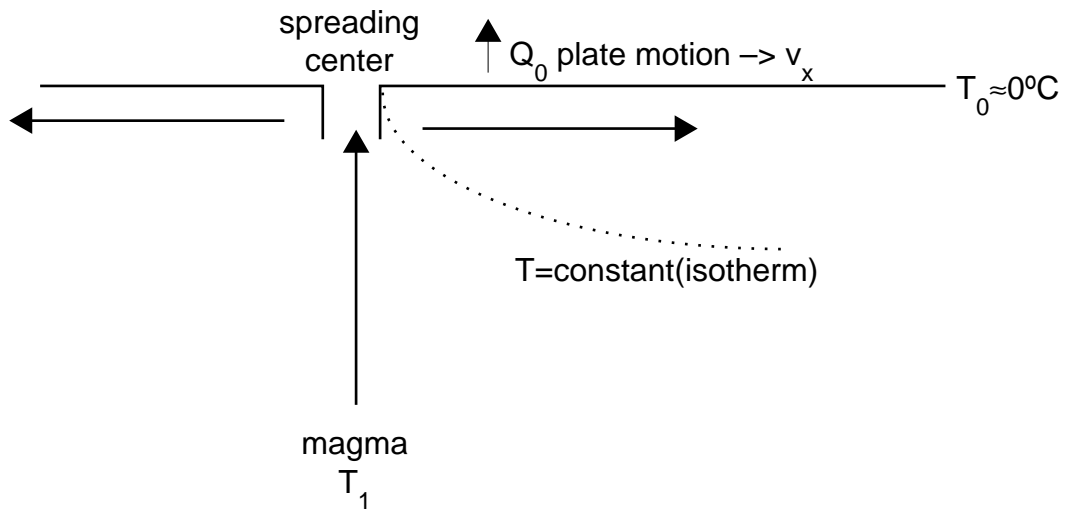 spreading
center
Q₀ plate motion –> vₓ
T₀≈0ºC
T=constant(isotherm)
magma
T₁